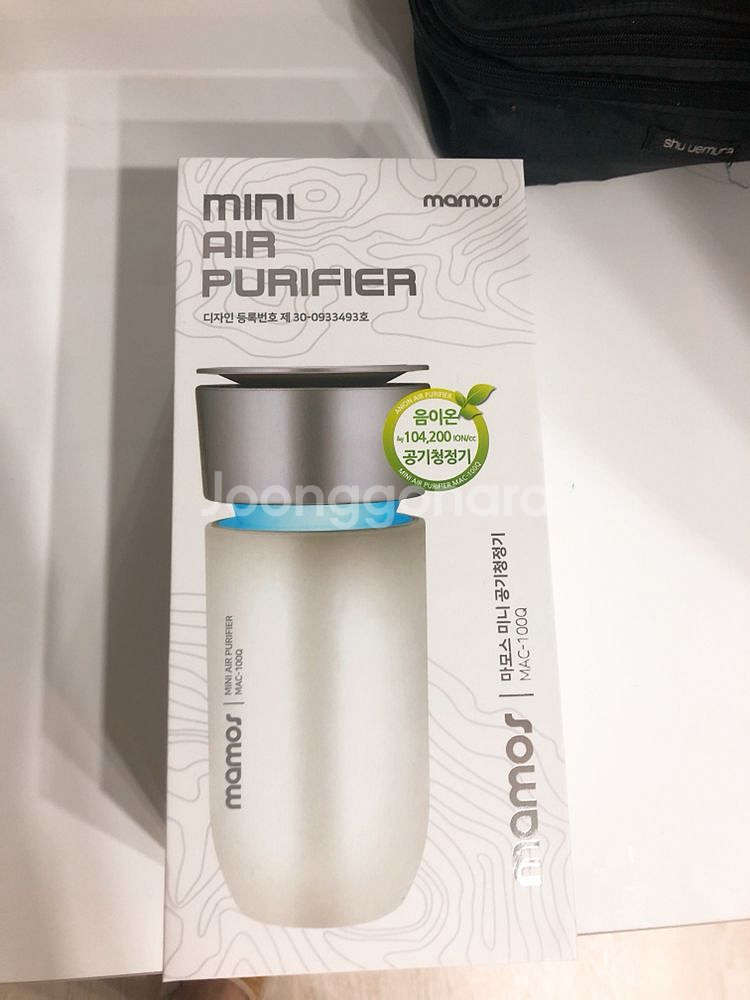 shu uemura
MINI
AIR
PURIFIER
mamos
디자인 등록번호 제 30-0933493호
ANION AIR PURIFIER
음이온
104,200 ION/cc
공기청정기
MINI AIR PURIFIER MAC-100Q
Joonggonara
mamos | MINI AIR PURIFIER
MAC-100Q
mamos | 마모스 미니 공기청정기
MAC-100Q